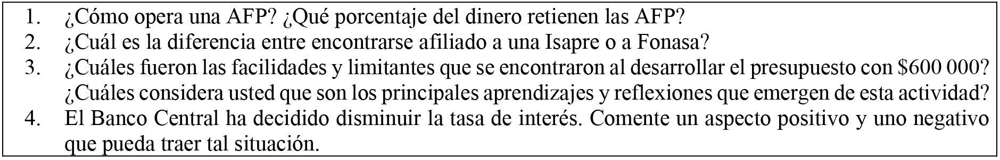 1. ¿Cómo opera una AFP? ¿Qué porcentaje del dinero retienen las AFP?
2. ¿Cuál es la diferencia entre encontrarse afiliado a una Isapre o a Fonasa?
3. ¿Cuáles fueron las facilidades y limitantes que se encontraron al desarrollar el presupuesto con $600 000?
¿Cuáles considera usted que son los principales aprendizajes y reflexiones que emergen de esta actividad?
4. El Banco Central ha decidido disminuir la tasa de interés. Comente un aspecto positivo y uno negativo
que pueda traer tal situación.